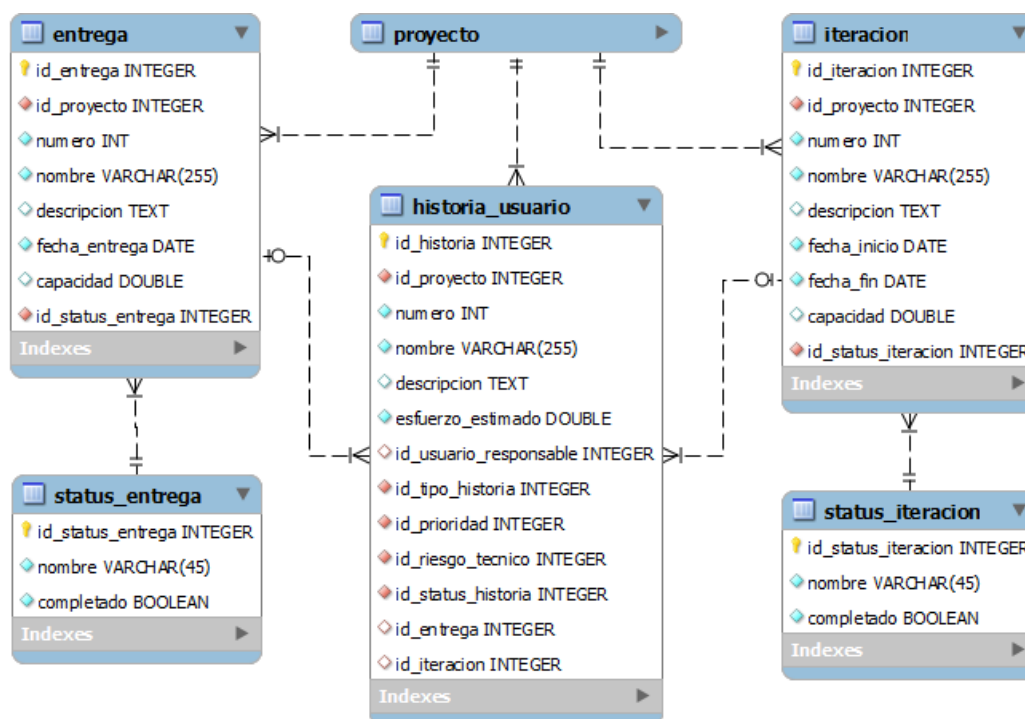 entrega
id_entrega INTEGER
id_proyecto INTEGER
numero INT
nombre VARCHAR(255)
descripcion TEXT
fecha_entrega DATE
capacidad DOUBLE
id_status_entrega INTEGER
Indexes
proyecto
iteracion
id_iteracion INTEGER
id_proyecto INTEGER
numero INT
nombre VARCHAR(255)
descripcion TEXT
fecha_inicio DATE
fecha_fin DATE
capacidad DOUBLE
id_status_iteracion INTEGER
Indexes
historia_usuario
id_historia INTEGER
id_proyecto INTEGER
numero INT
nombre VARCHAR(255)
descripcion TEXT
esfuerzo_estimado DOUBLE
id_usuario_responsable INTEGER
id_tipo_historia INTEGER
id_prioridad INTEGER
id_riesgo_tecnico INTEGER
id_status_historia INTEGER
id_entrega INTEGER
id_iteracion INTEGER
Indexes
status_entrega
id_status_entrega INTEGER
nombre VARCHAR(45)
completado BOOLEAN
Indexes
status_iteracion
id_status_iteracion INTEGER
nombre VARCHAR(45)
completado BOOLEAN
Indexes